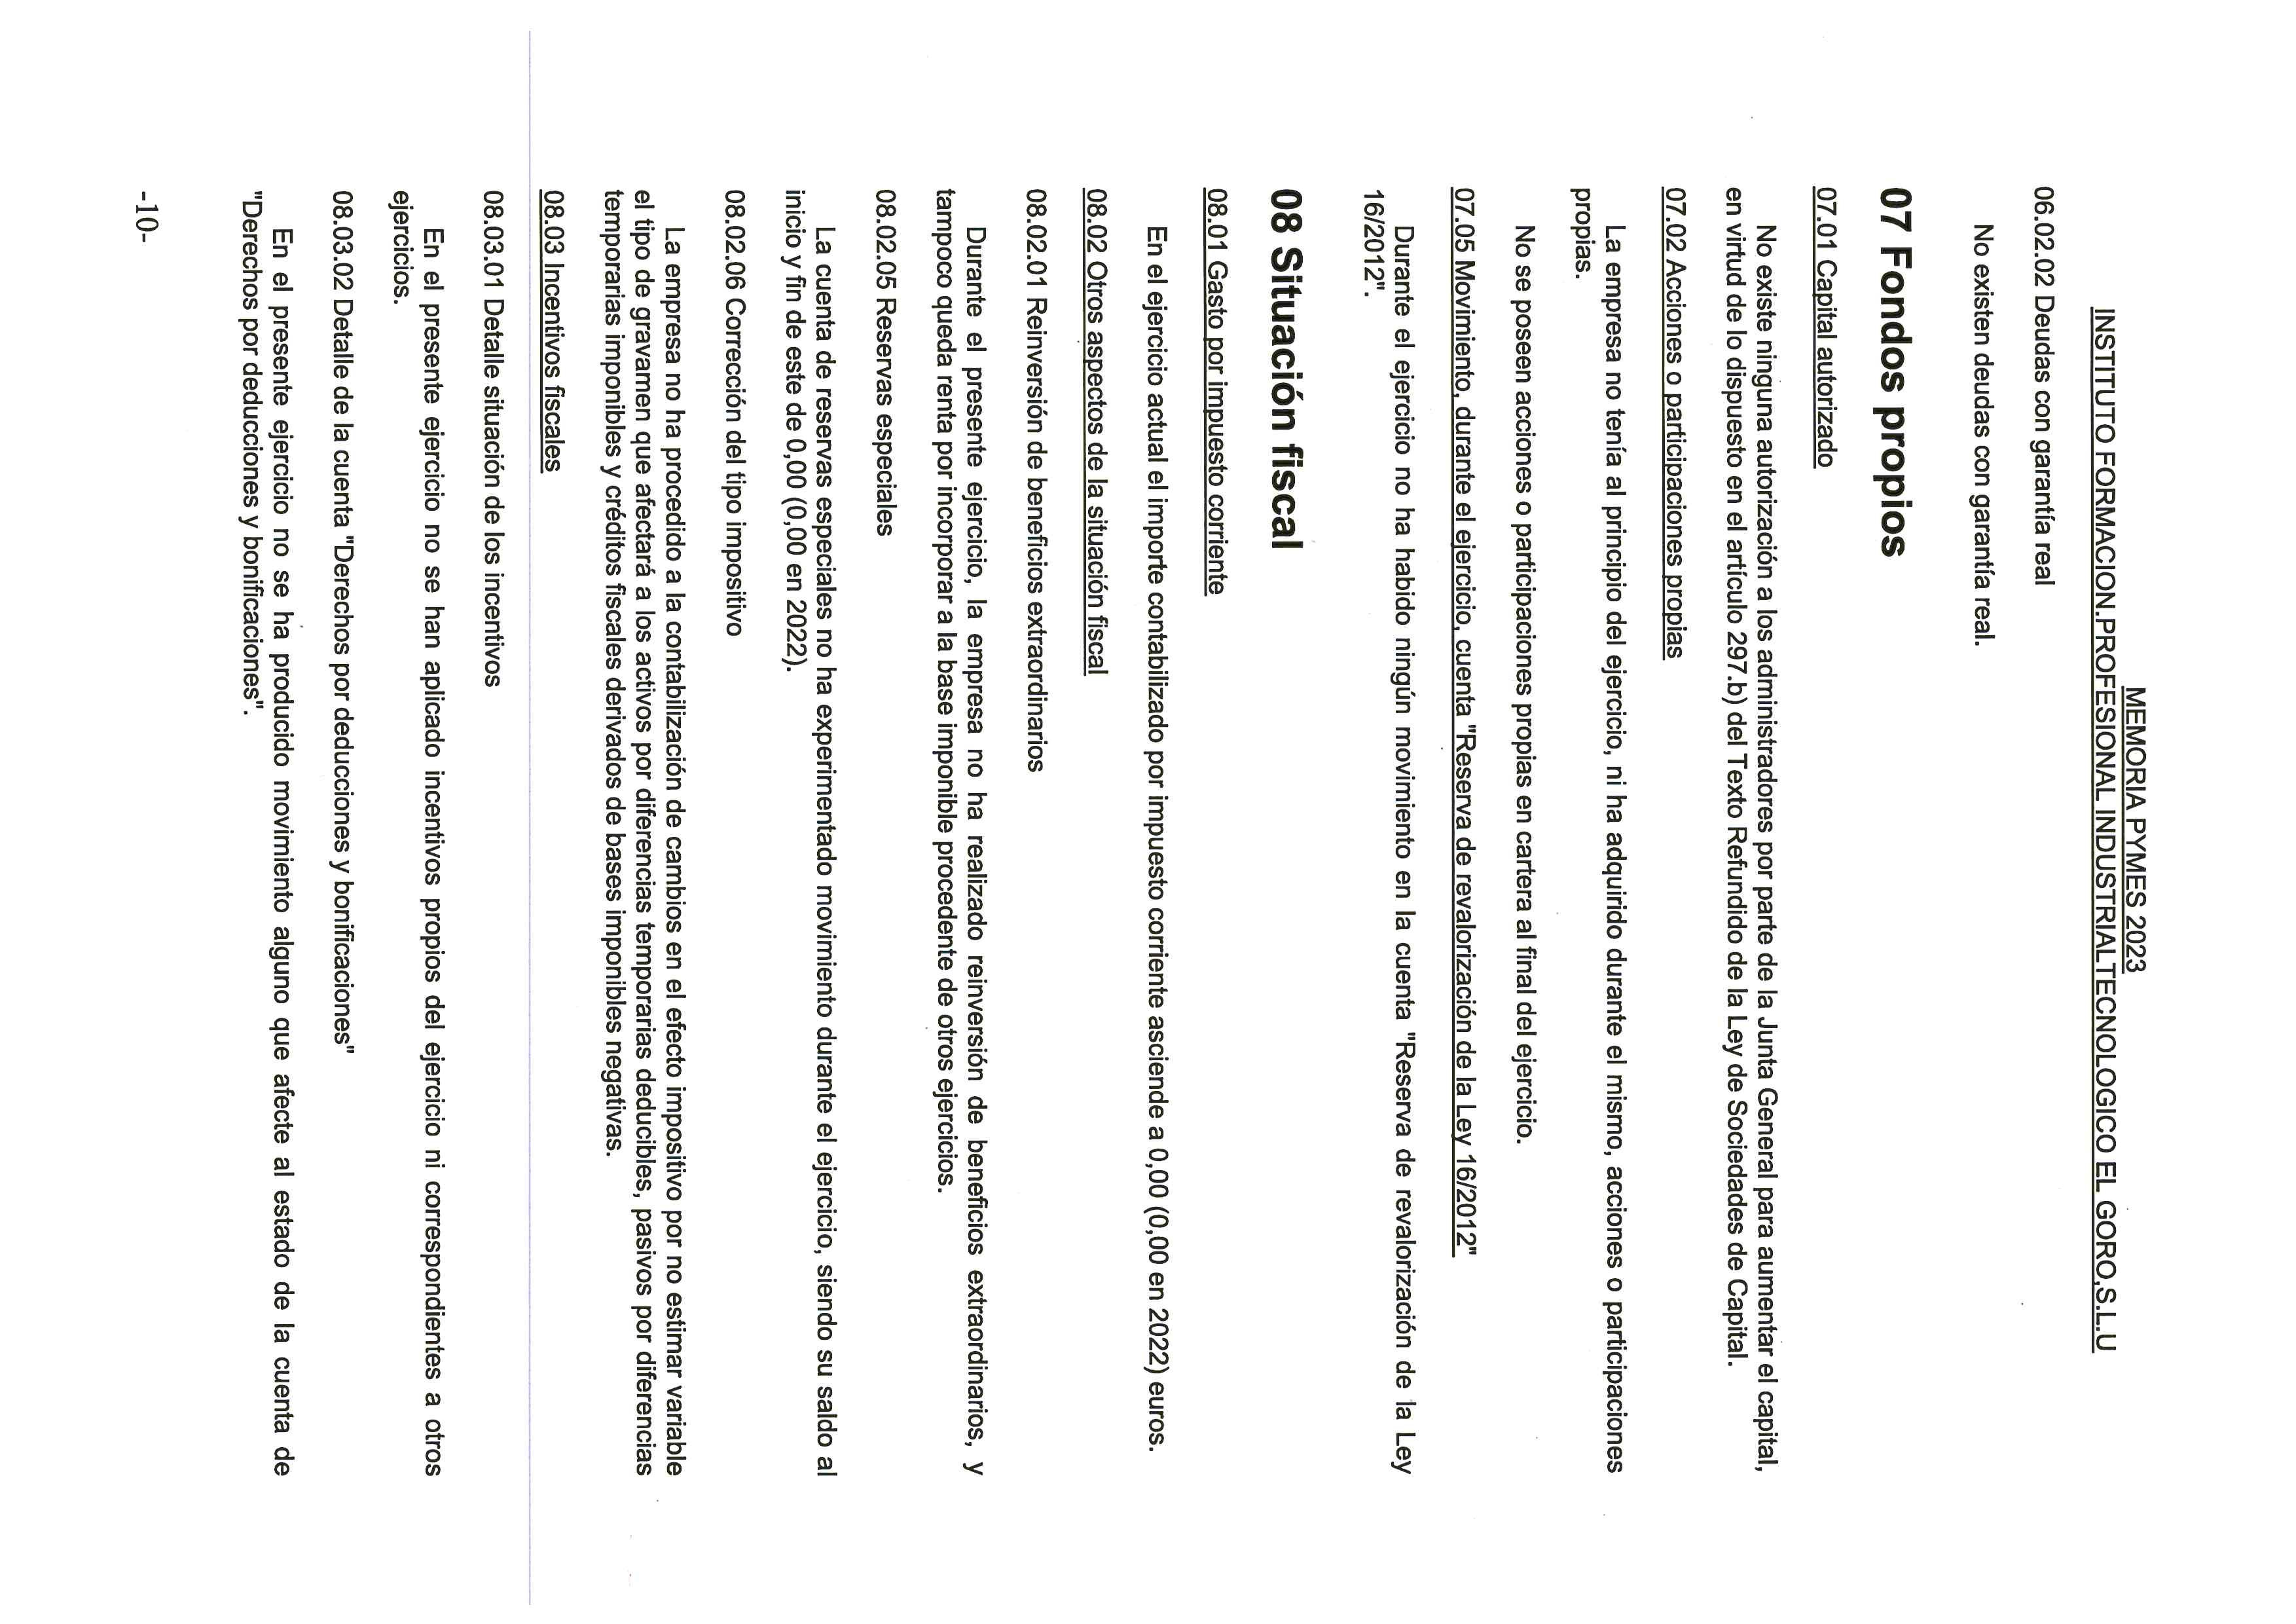 MEMORIA PYMES 2023
INSTITUTO FORMACION.PROFESIONAL INDUSTRIALTECNOLOGICO EL GORO,S.L.U
06.02.02 Deudas con garantía real
No existen deudas con garantía real.
07 Fondos propios
07.01 Capital autorizado
No existe ninguna autorización a los administradores por parte de la Junta General para aumentar el capital,
en virtud de lo dispuesto en el artículo 297.b) del Texto Refundido de la Ley de Sociedades de Capital.
07.02 Acciones o participaciones propias
La empresa no tenía al principio del ejercicio, ni ha adquirido durante el mismo, acciones o participaciones
propias.
No se poseen acciones o participaciones propias en cartera al final del ejercicio.
07.05 Movimiento, durante el ejercicio, cuenta "Reserva de revalorización de la Ley 16/2012"
Durante el ejercicio no ha habido ningún movimiento en la cuenta "Reserva de revalorización de la Ley
16/2012".
08 Situación fiscal
08.01 Gasto por impuesto corriente
En el ejercicio actual el importe contabilizado por impuesto corriente asciende a 0,00 (0,00 en 2022) euros.
08.02 Otros aspectos de la situación fiscal
08.02.01 Reinversión de beneficios extraordinarios
Durante el presente ejercicio, la empresa no ha realizado reinversión de beneficios extraordinarios, y
tampoco queda renta por incorporar a la base imponible procedente de otros ejercicios.
08.02.05 Reservas especiales
La cuenta de reservas especiales no ha experimentado movimiento durante el ejercicio, siendo su saldo al
inicio y fin de este de 0,00 (0,00 en 2022).
08.02.06 Corrección del tipo impositivo
La empresa no ha procedido a la contabilización de cambios en el efecto impositivo por no estimar variable
el tipo de gravamen que afectará a los activos por diferencias temporarias deducibles, pasivos por diferencias
temporarias imponibles y créditos fiscales derivados de bases imponibles negativas.
08.03 Incentivos fiscales
08.03.01 Detalle situación de los incentivos
En el presente ejercicio no se han aplicado incentivos propios del ejercicio ni correspondientes a otros
ejercicios.
08.03.02 Detalle de la cuenta "Derechos por deducciones y bonificaciones"
En el presente ejercicio no se ha producido movimiento alguno que afecte al estado de la cuenta de
"Derechos por deducciones y bonificaciones".
-10-